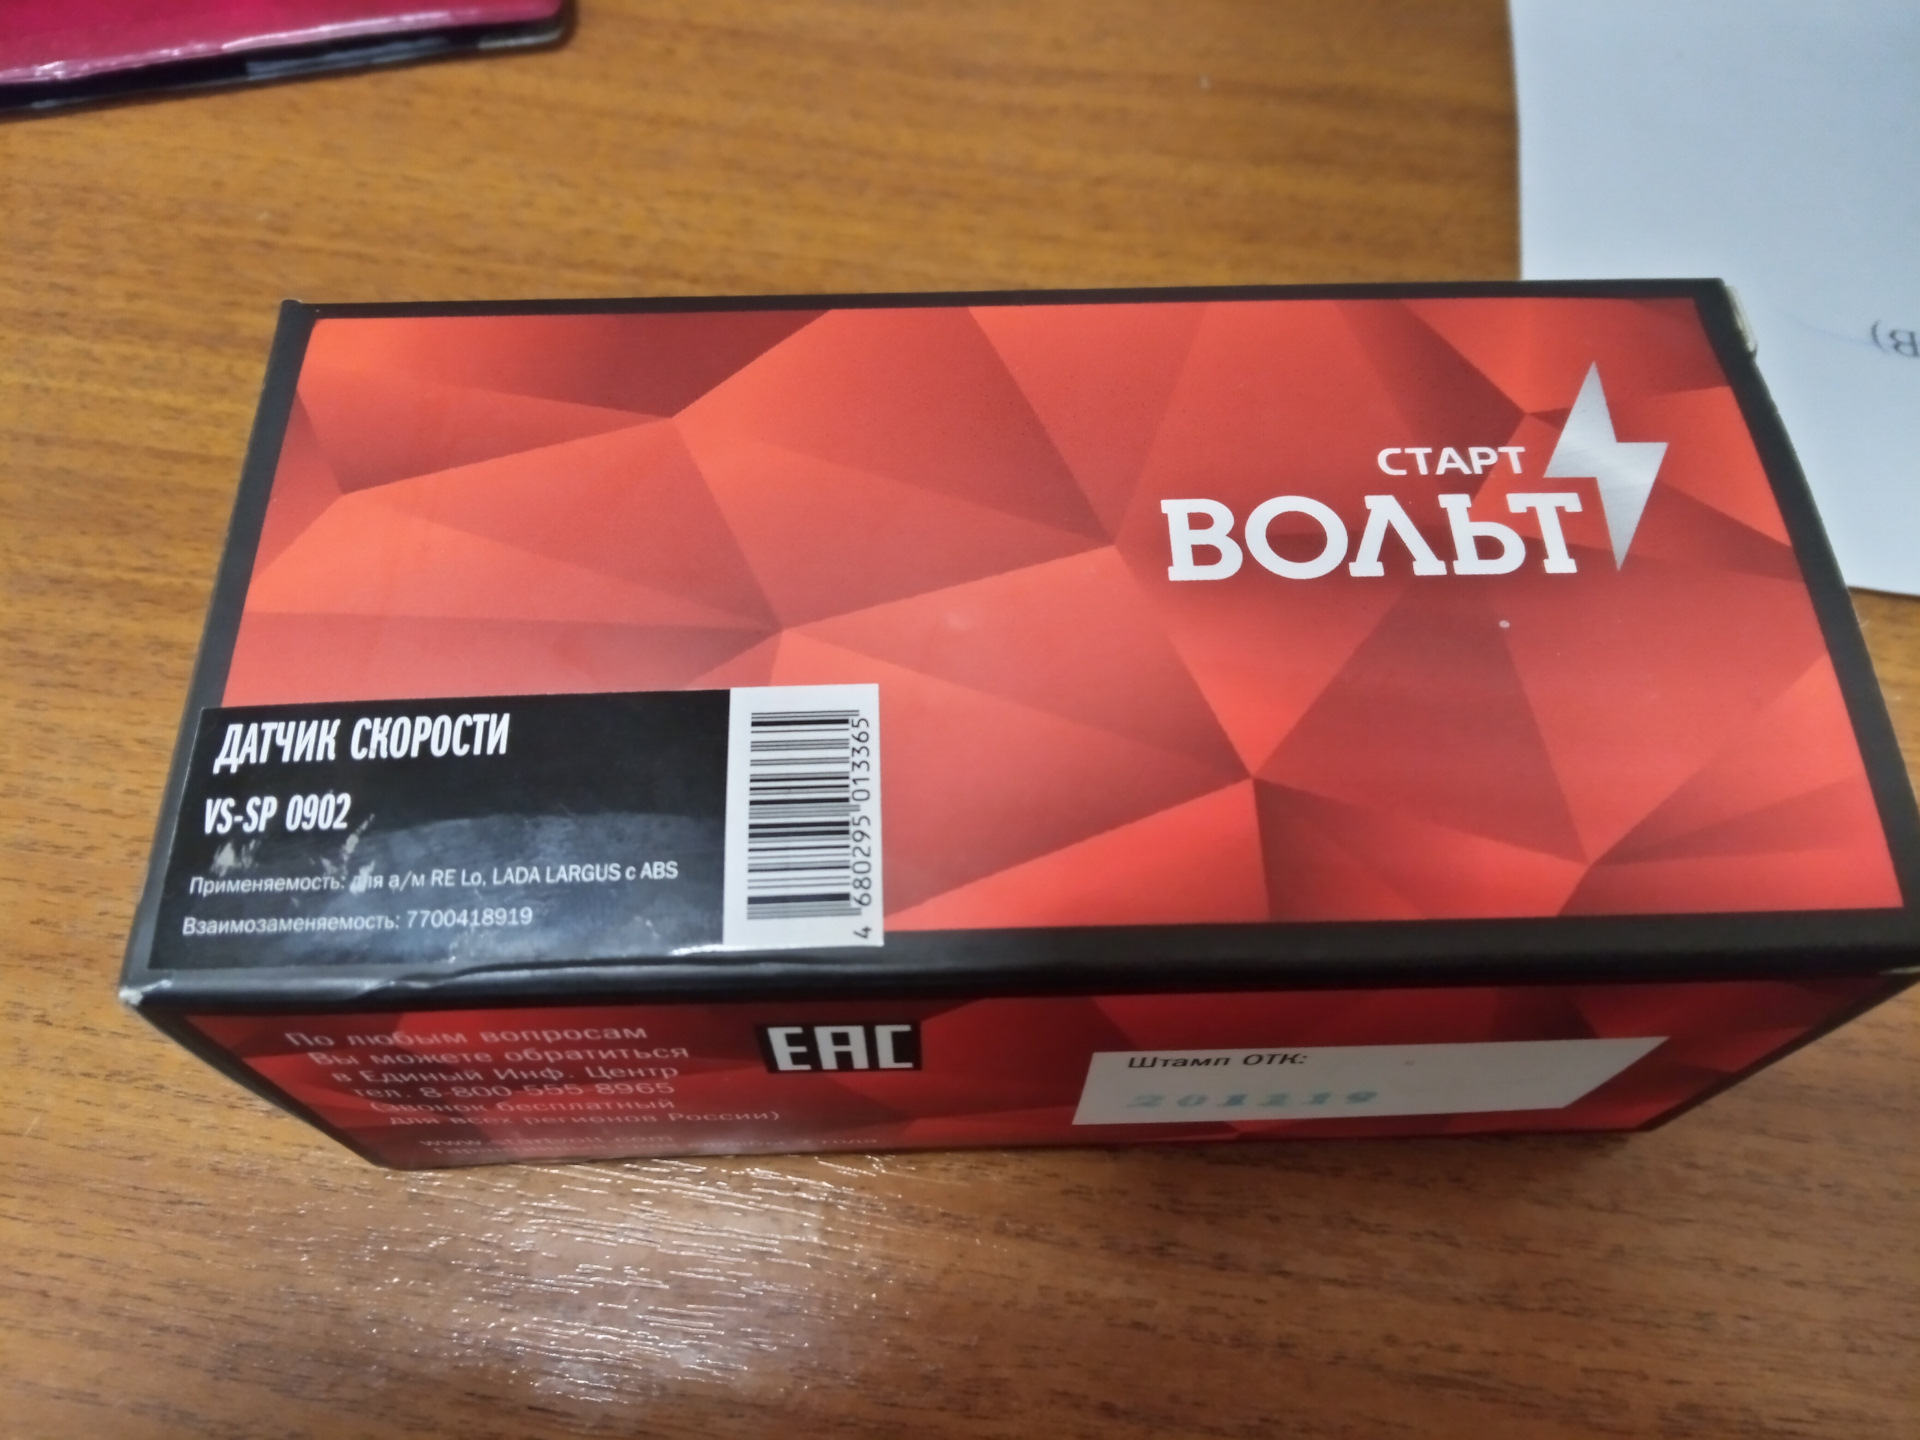 СТАРТ
ВОЛЬТ
ДАТЧИК СКОРОСТИ
VS-SP 0902
Применяемость: для а/м RE Lo, LADA LARGUS с ABS
Взаимозаменяемость: 7700418919
4 680295 013365
По любым вопросам
Вы можете обратиться
в Единый Инф. Центр
тел. 8-800-555-8965
(Звонок бесплатный
для всех регионов России)
EAC
Штамп ОТК:
201119
В)